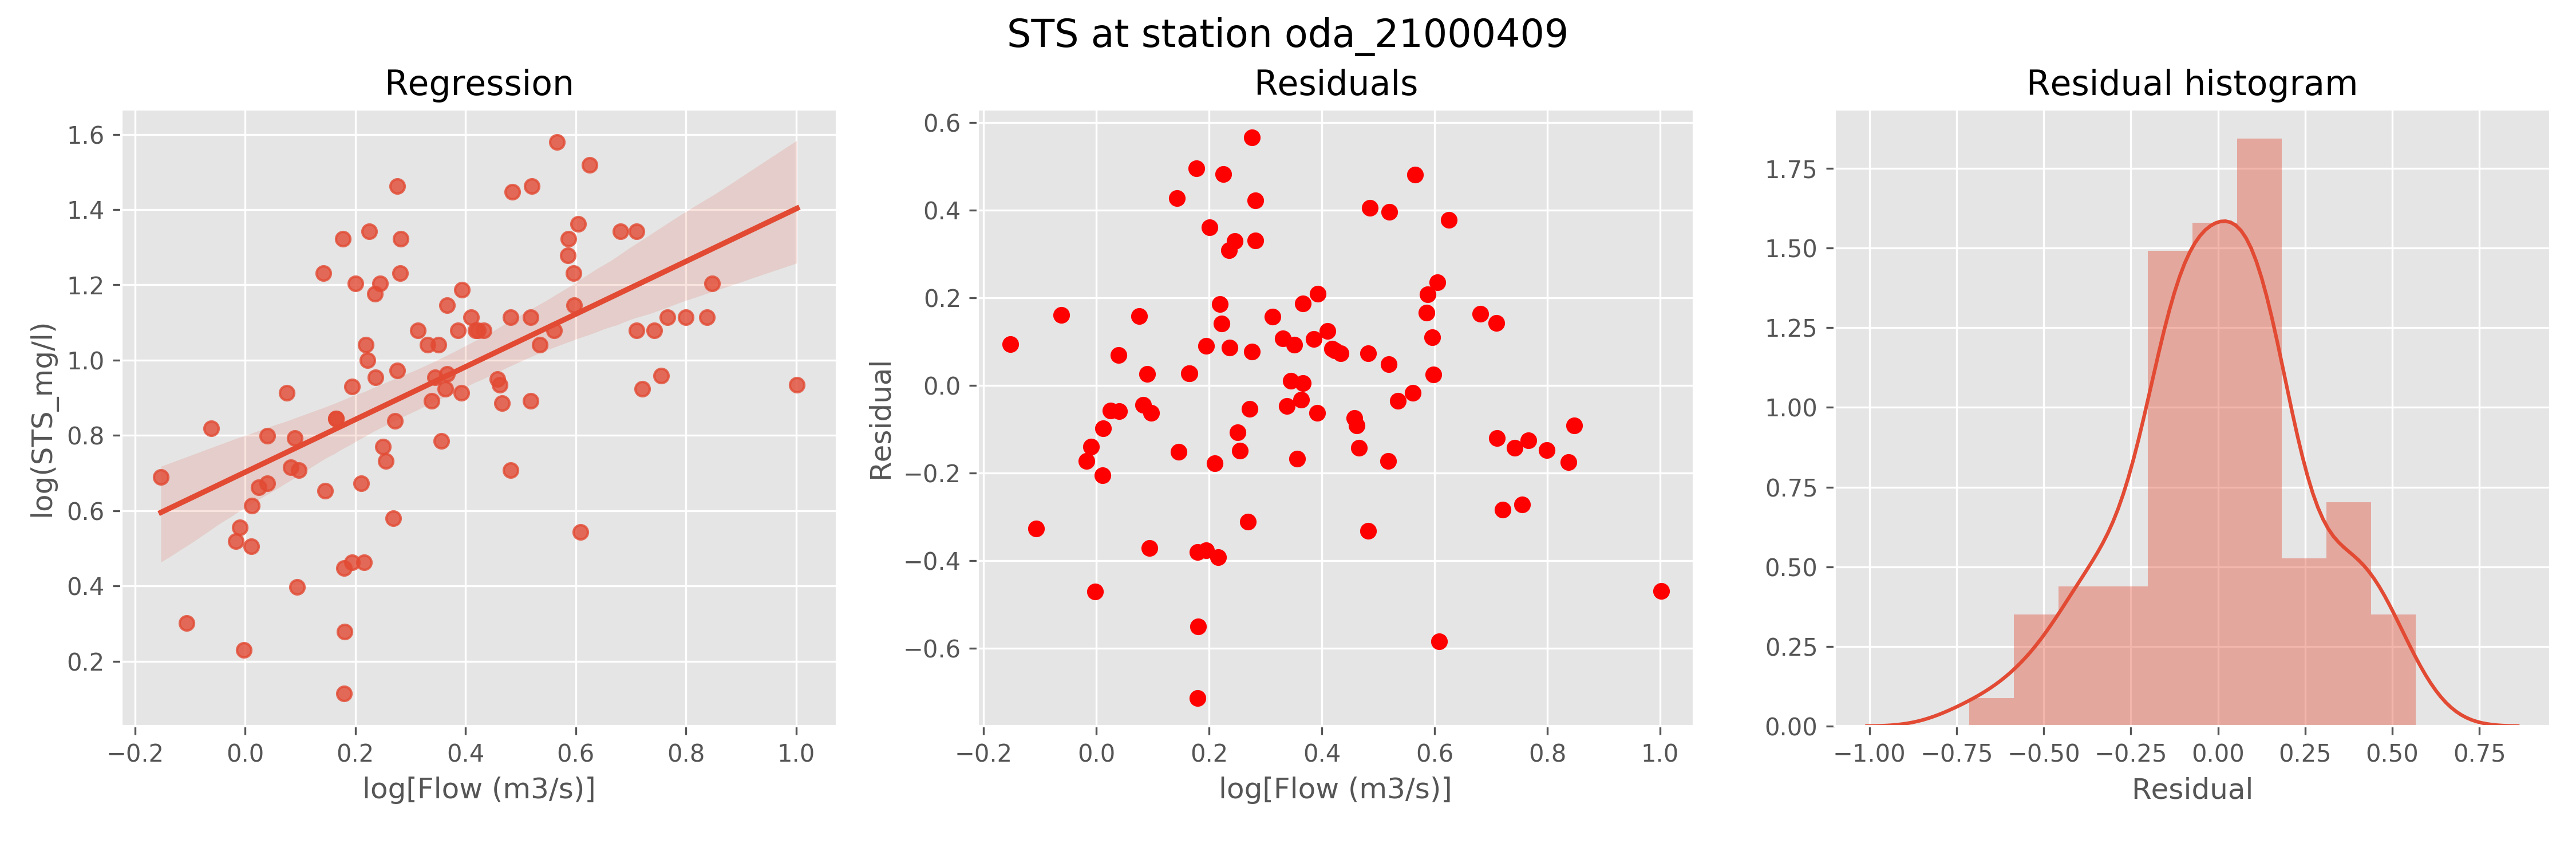 STS at station oda_21000409
Regression
1.6
1.4
1.2
1.0
0.8
0.6
0.4
0.2
log(STS_mg/l)
−0.2 0.0 0.2 0.4 0.6 0.8 1.0
log[Flow (m3/s)]
Residuals
0.6
0.4
0.2
0.0
−0.2
−0.4
−0.6
Residual
−0.2 0.0 0.2 0.4 0.6 0.8 1.0
log[Flow (m3/s)]
Residual histogram
1.75
1.50
1.25
1.00
0.75
0.50
0.25
0.00
−1.00 −0.75 −0.50 −0.25 0.00 0.25 0.50 0.75
Residual